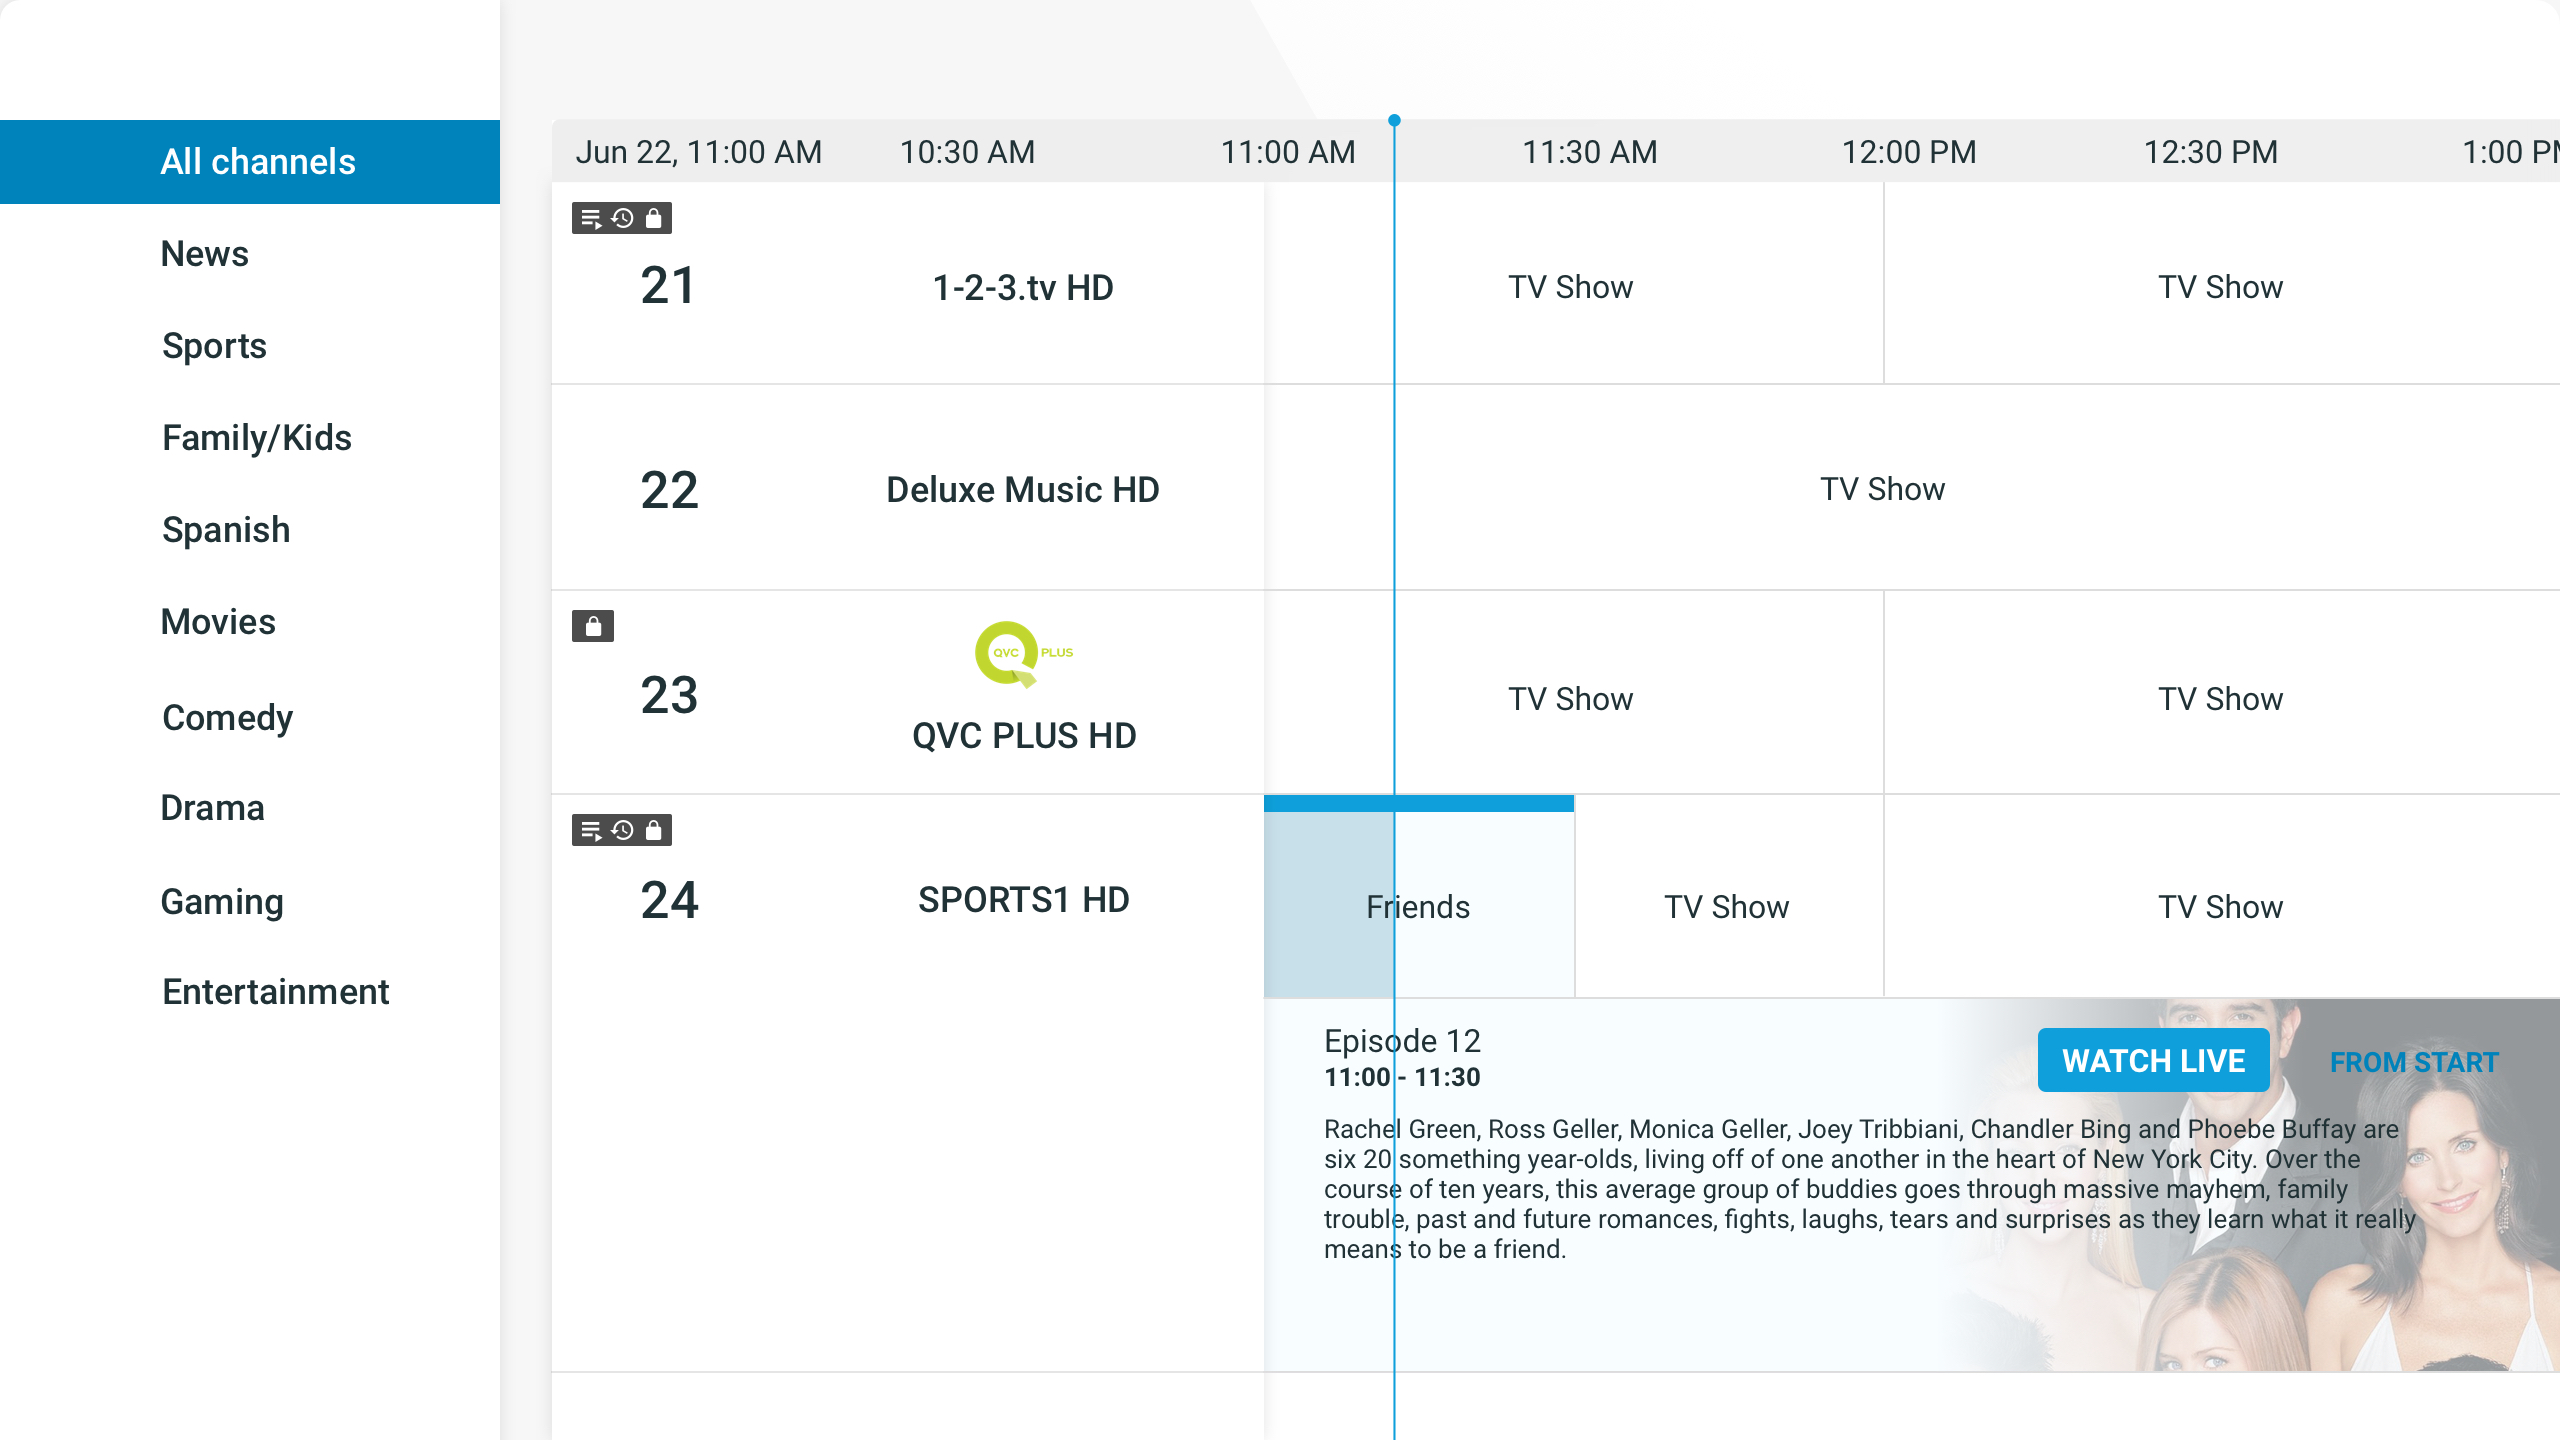 All channels
News
Sports
Family/Kids
Spanish
Movies
Comedy
Drama
Gaming
Entertainment
Jun 22, 11:00 AM 10:30 AM 11:00 AM 11:30 AM 12:00 PM 12:30 PM 1:00 PM
21 1-2-3.tv HD TV Show TV Show
22 Deluxe Music HD TV Show
QVC PLUS
23 QVC PLUS HD TV Show TV Show
24 SPORTS1 HD Friends TV Show TV Show
Episode 12
11:00 - 11:30
WATCH LIVE FROM START
Rachel Green, Ross Geller, Monica Geller, Joey Tribbiani, Chandler Bing and Phoebe Buffay are
six 20 something year-olds, living off of one another in the heart of New York City. Over the
course of ten years, this average group of buddies goes through massive mayhem, family
trouble, past and future romances, fights, laughs, tears and surprises as they learn what it really
means to be a friend.